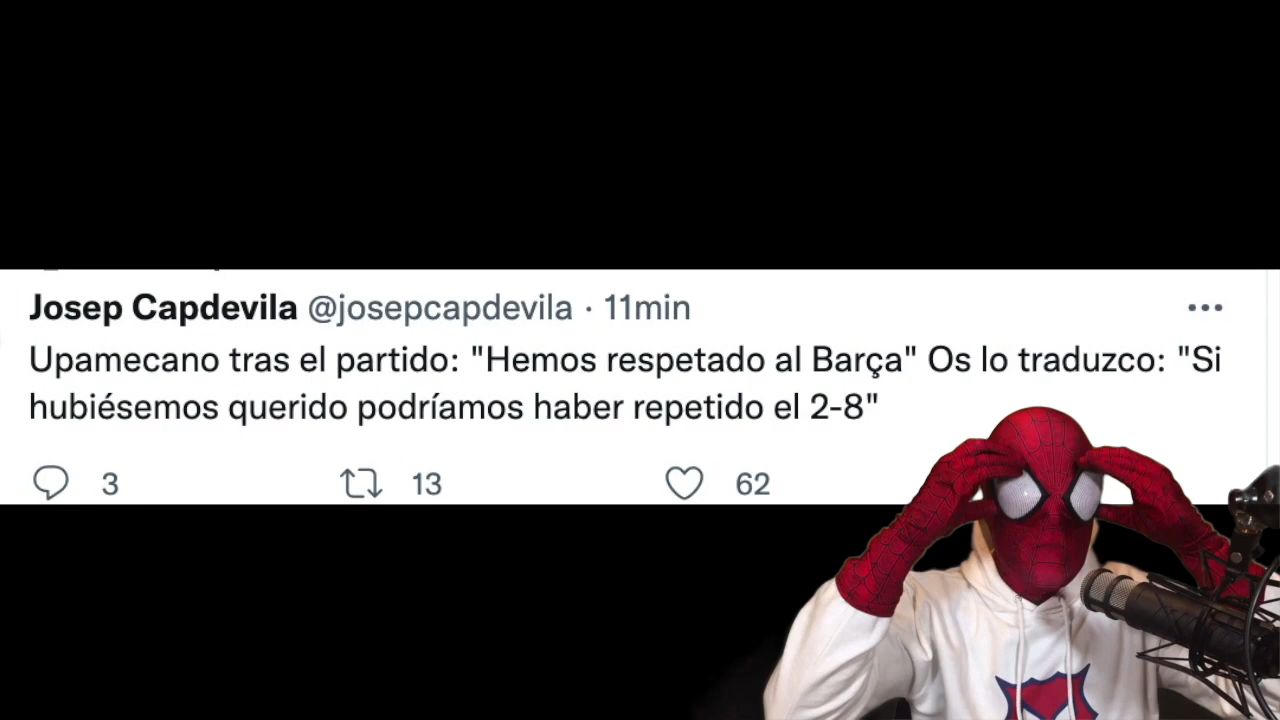 Josep Capdevila @josepcapdevila · 11min
Upamecano tras el partido: "Hemos respetado al Barça" Os lo traduzco: "Si
hubiésemos querido podríamos haber repetido el 2-8"
3 13 62